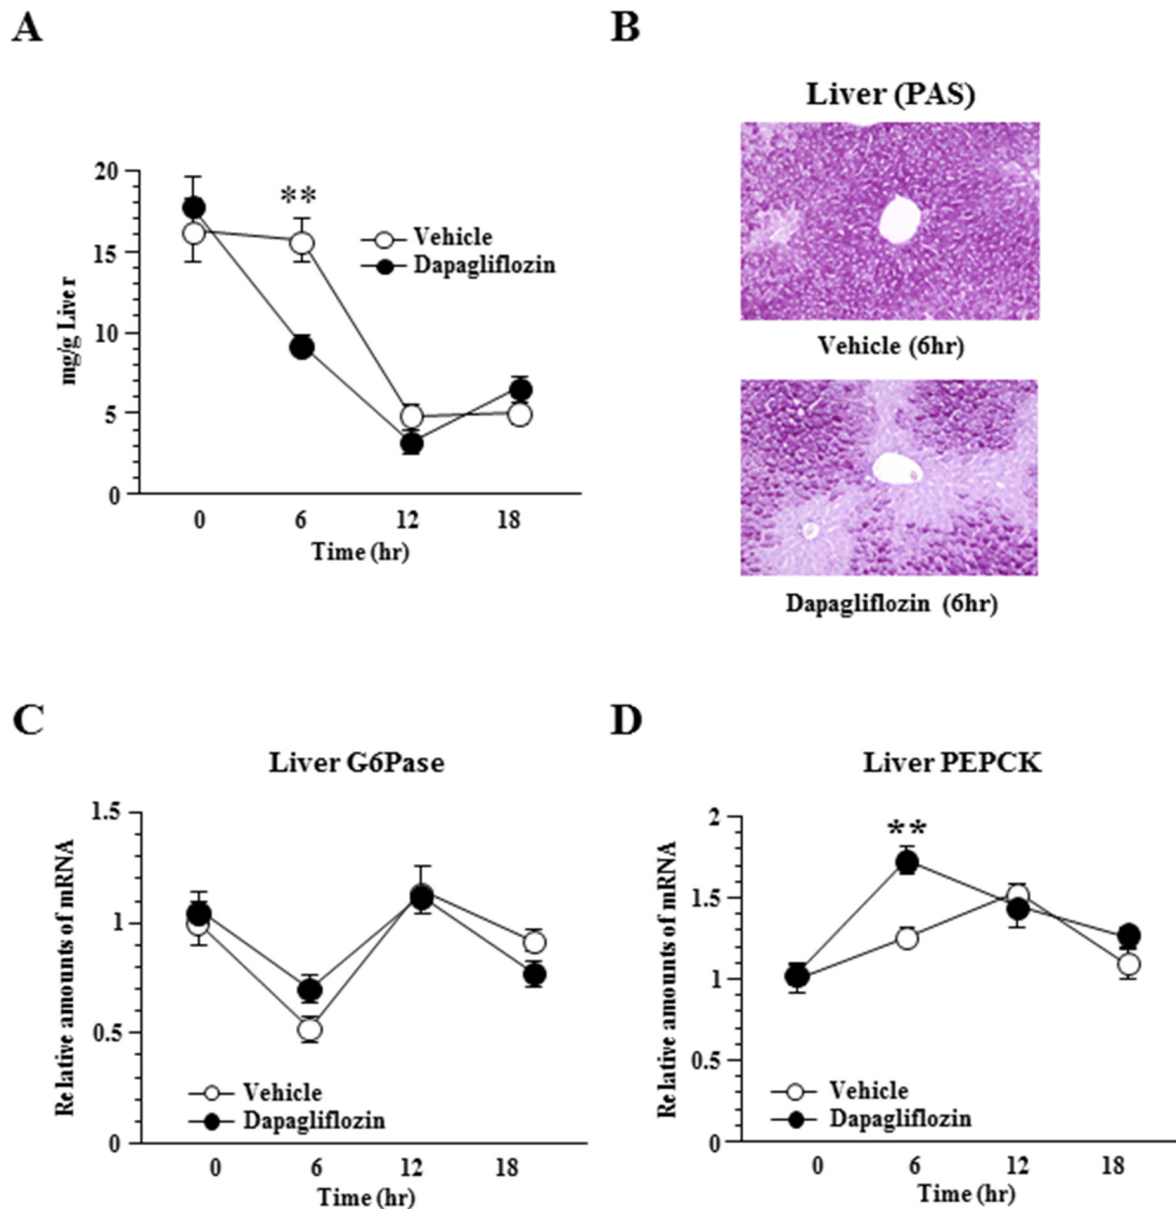 A
B
Liver (PAS)
20
15
10
5
0
mg/g Liver
**
Vehicle
Dapagliflozin
0 6 12 18
Time (hr)
Vehicle (6hr)
Dapagliflozin (6hr)
C
D
Liver G6Pase
1.5
1
0.5
0
Relative amounts of mRNA
Vehicle
Dapagliflozin
0 6 12 18
Time (hr)
Liver PEPCK
2
1.5
1
0.5
0
Relative amounts of mRNA
**
Vehicle
Dapagliflozin
0 6 12 18
Time (hr)